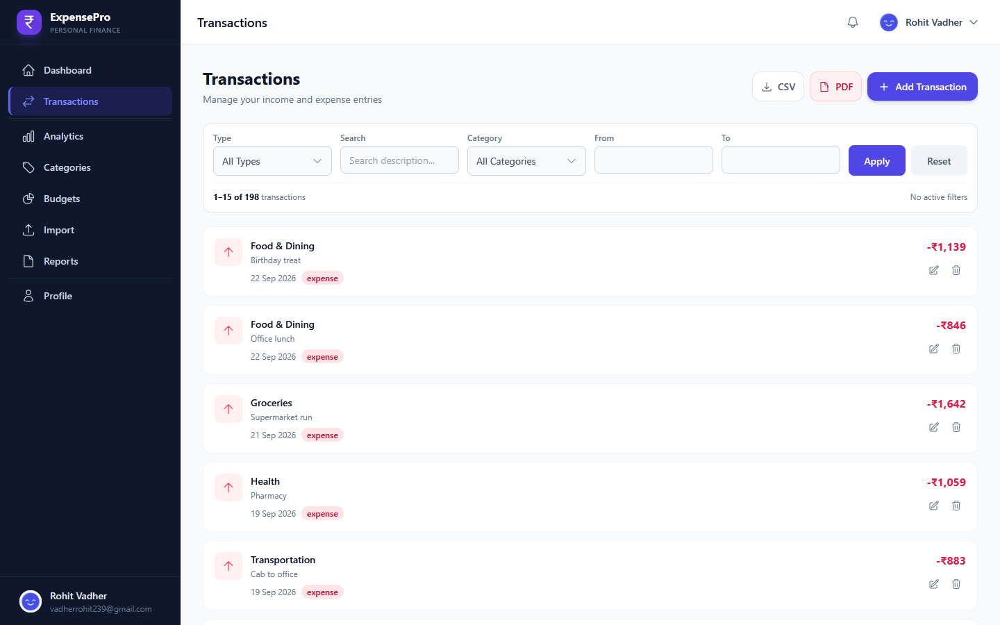 ₹
ExpensePro
PERSONAL FINANCE
Dashboard
Transactions
Analytics
Categories
Budgets
Import
Reports
Profile
Rohit Vadher
vadherrohit239@gmail.com
Transactions
Rohit Vadher
Transactions
Manage your income and expense entries
CSV
PDF
+ Add Transaction
Type
Search
Category
From
To
All Types
Search description...
All Categories
Apply
Reset
1–15 of 198 transactions
No active filters
Food & Dining
-₹1,139
Birthday treat
22 Sep 2026 expense
Food & Dining
-₹846
Office lunch
22 Sep 2026 expense
Groceries
-₹1,642
Supermarket run
21 Sep 2026 expense
Health
-₹1,059
Pharmacy
19 Sep 2026 expense
Transportation
-₹883
Cab to office
19 Sep 2026 expense